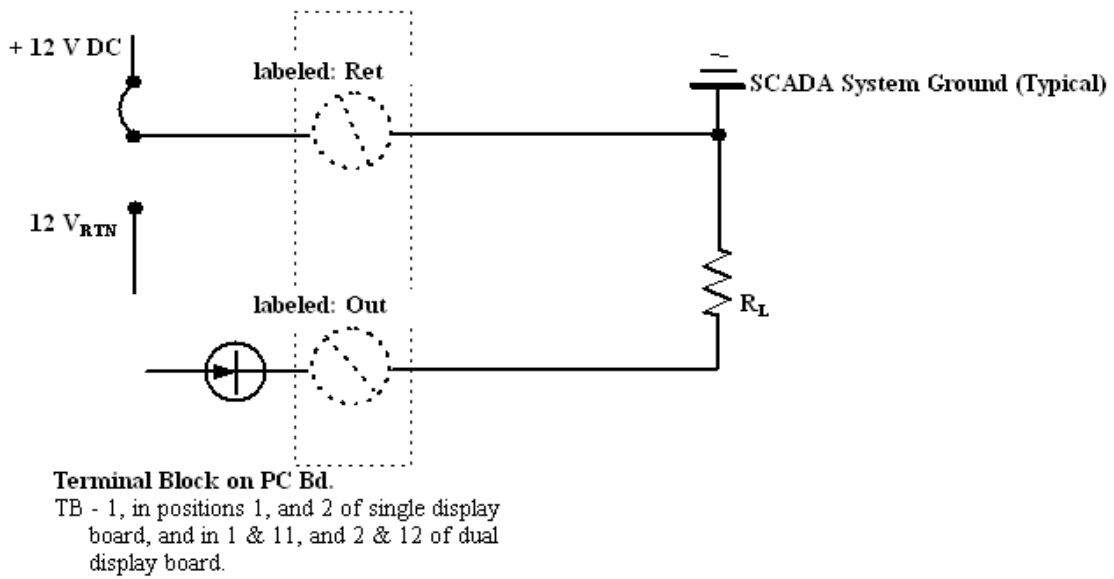 + 12 V DC
labeled: Ret
SCADA System Ground (Typical)
12 VRTN
labeled: Out
RL
Terminal Block on PC Bd.
TB - 1, in positions 1, and 2 of single display
board, and in 1 & 11, and 2 & 12 of dual
display board.